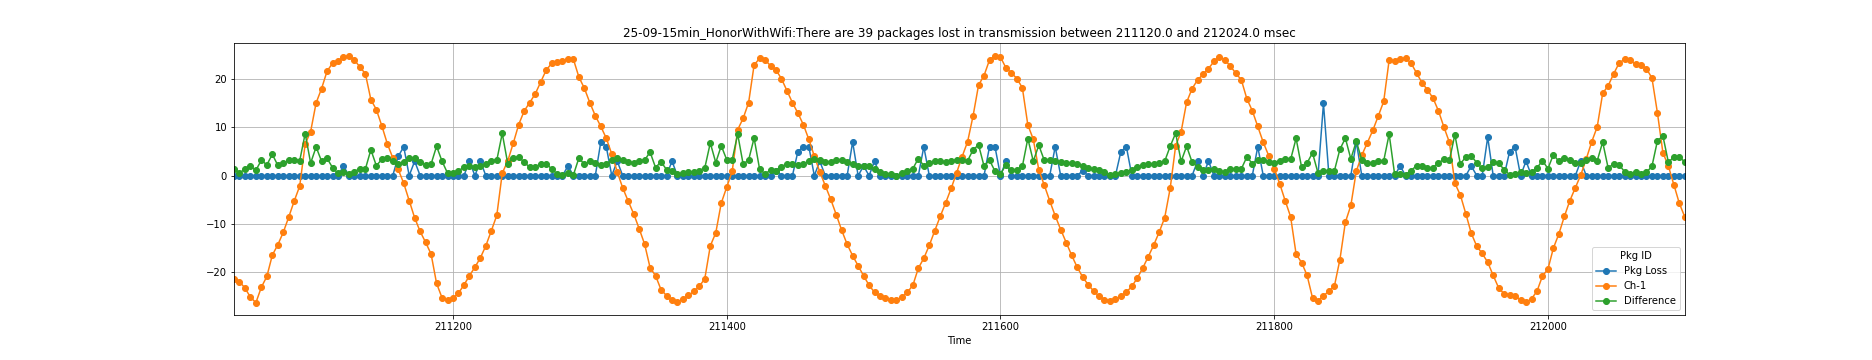 25-09-15min_HonorWithWifi:There are 39 packages lost in transmission between 211120.0 and 212024.0 msec
20
10
0
−10
−20
211200 211400 211600 211800 212000
Time
Pkg ID
Pkg Loss
Ch-1
Difference